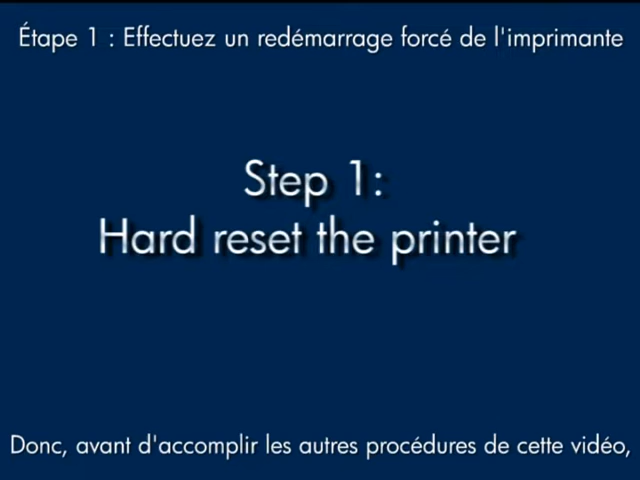 Étape 1 : Effectuez un redémarrage forcé de l'imprimante
Step 1:
Hard reset the printer
Donc, avant d'accomplir les autres procédures de cette vidéo,